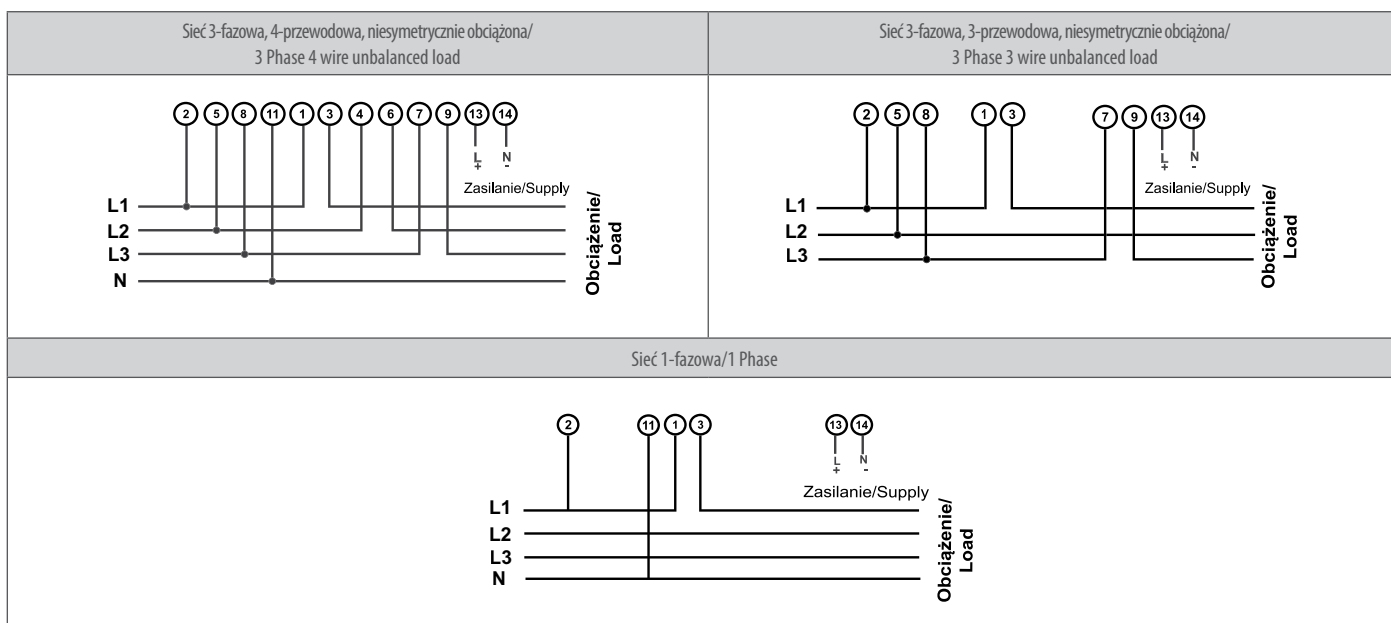 Sieć 3-fazowa, 4-przewodowa, niesymetrycznie obciążona/
3 Phase 4 wire unbalanced load
2 5 8 11 1 3 4 6 7 9 13 14
L N
+ -
Zasilanie/Supply
L1
L2
L3
N
Obciążenie/
Load
Sieć 3-fazowa, 3-przewodowa, niesymetrycznie obciążona/
3 Phase 3 wire unbalanced load
2 5 8 1 3 7 9 13 14
L N
+ -
Zasilanie/Supply
L1
L2
L3
Obciążenie/
Load
Sieć 1-fazowa/1 Phase
2 11 1 3 13 14
L N
+ -
Zasilanie/Supply
L1
L2
L3
N
Obciążenie/
Load